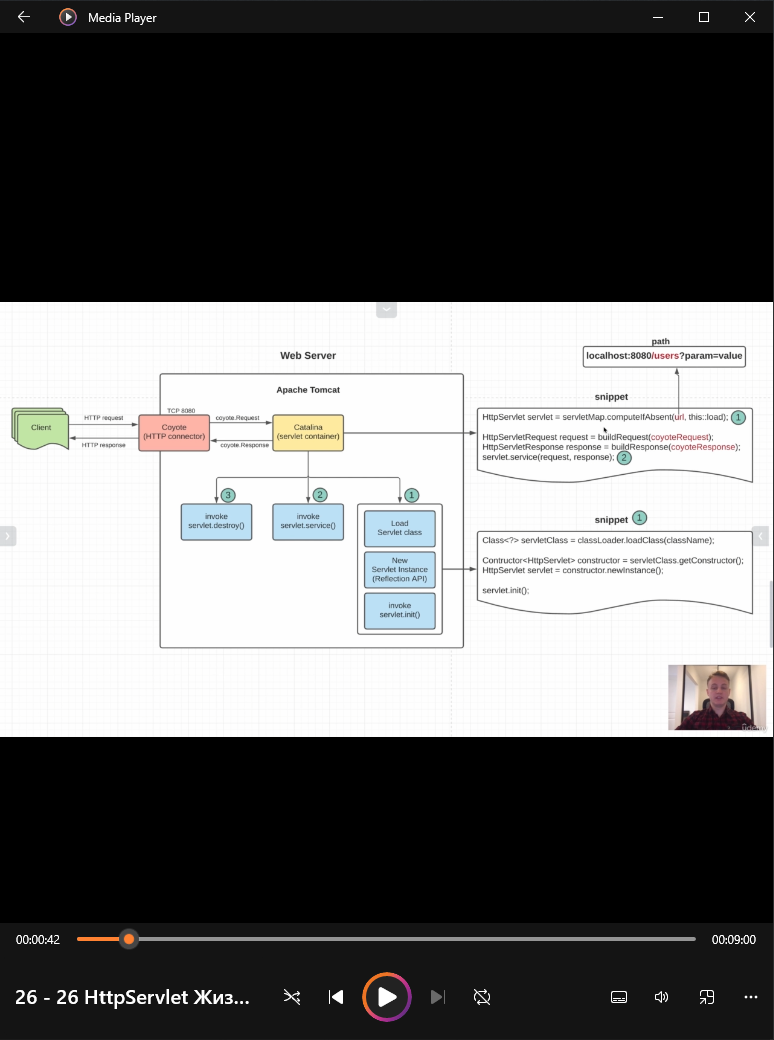 Media Player
path
localhost:8080/users?param=value
Web Server
Apache Tomcat
snippet
Client
HTTP request
HTTP response
TCP 8080
Coyote
(HTTP connector)
coyote.Request
coyote.Response
Catalina
(servlet container)
HttpServlet servlet = servletMap.computeIfAbsent(url, this::load); 1
HttpServletRequest request = buildRequest(coyoteRequest);
HttpServletResponse response = buildResponse(coyoteResponse);
servlet.service(request, response); 2
3
2
1
invoke
servlet.destroy()
invoke
servlet.service()
Load
Servlet class
New
Servlet Instance
(Reflection API)
invoke
servlet.init()
snippet 1
Class<?> servletClass = classLoader.loadClass(className);
Contructor<HttpServlet> constructor = servletClass.getConstructor();
HttpServlet servlet = constructor.newInstance();
servlet.init();
00:00:42
00:09:00
26 - 26 HttpServlet Жиз...